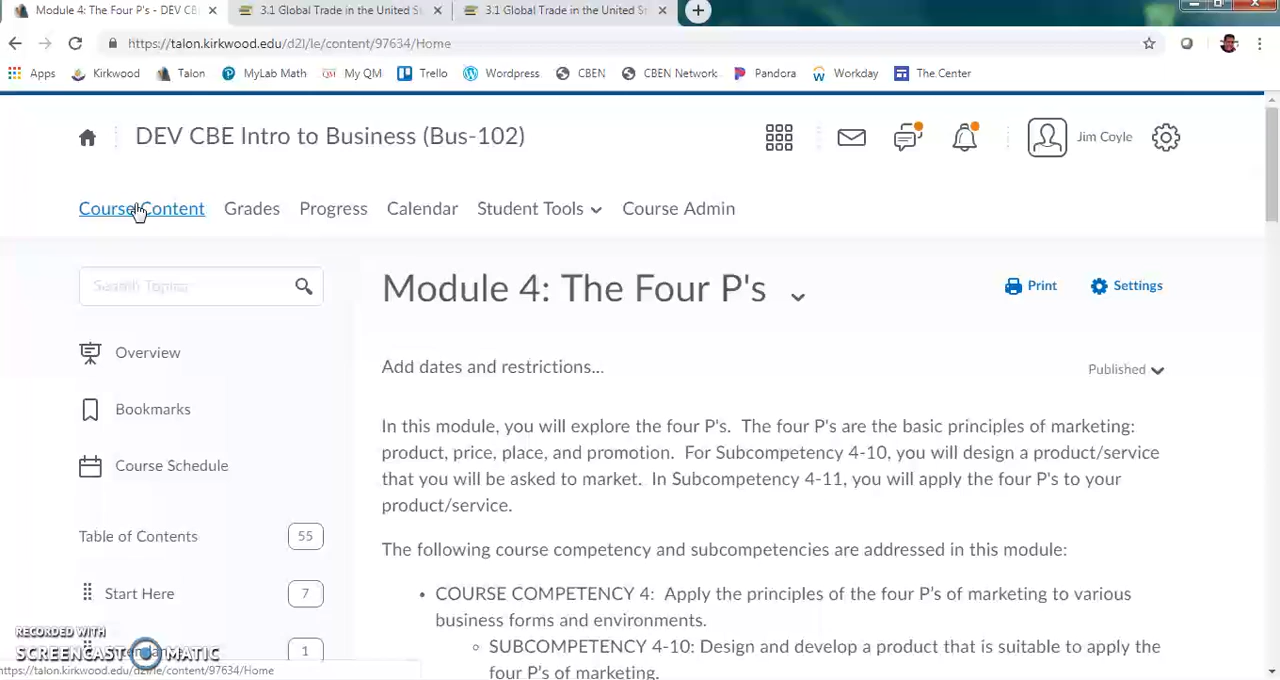 Module 4: The Four P's - DEV CB
3.1 Global Trade in the United St
3.1 Global Trade in the United St
https://talon.kirkwood.edu/d2l/le/content/97634/Home
Apps Kirkwood Talon MyLab Math QM My QM Trello Wordpress CBEN CBEN Network Pandora Workday The Center
DEV CBE Intro to Business (Bus-102)
Jim Coyle
Course Content Grades Progress Calendar Student Tools Course Admin
Search Topics
Module 4: The Four P's
Print Settings
Overview
Add dates and restrictions...
Published
Bookmarks
In this module, you will explore the four P's. The four P's are the basic principles of marketing:
product, price, place, and promotion. For Subcompetency 4-10, you will design a product/service
Course Schedule
that you will be asked to market. In Subcompetency 4-11, you will apply the four P's to your
product/service.
Table of Contents 55
The following course competency and subcompetencies are addressed in this module:
Start Here 7
• COURSE COMPETENCY 4: Apply the principles of the four P's of marketing to various
business forms and environments.
RECORDED WITH
SCREENCAST MATIC
1
SUBCOMPETENCY 4-10: Design and develop a product that is suitable to apply the
four P's of marketing.
https://talon.kirkwood.edu/d2l/le/content/97634/Home